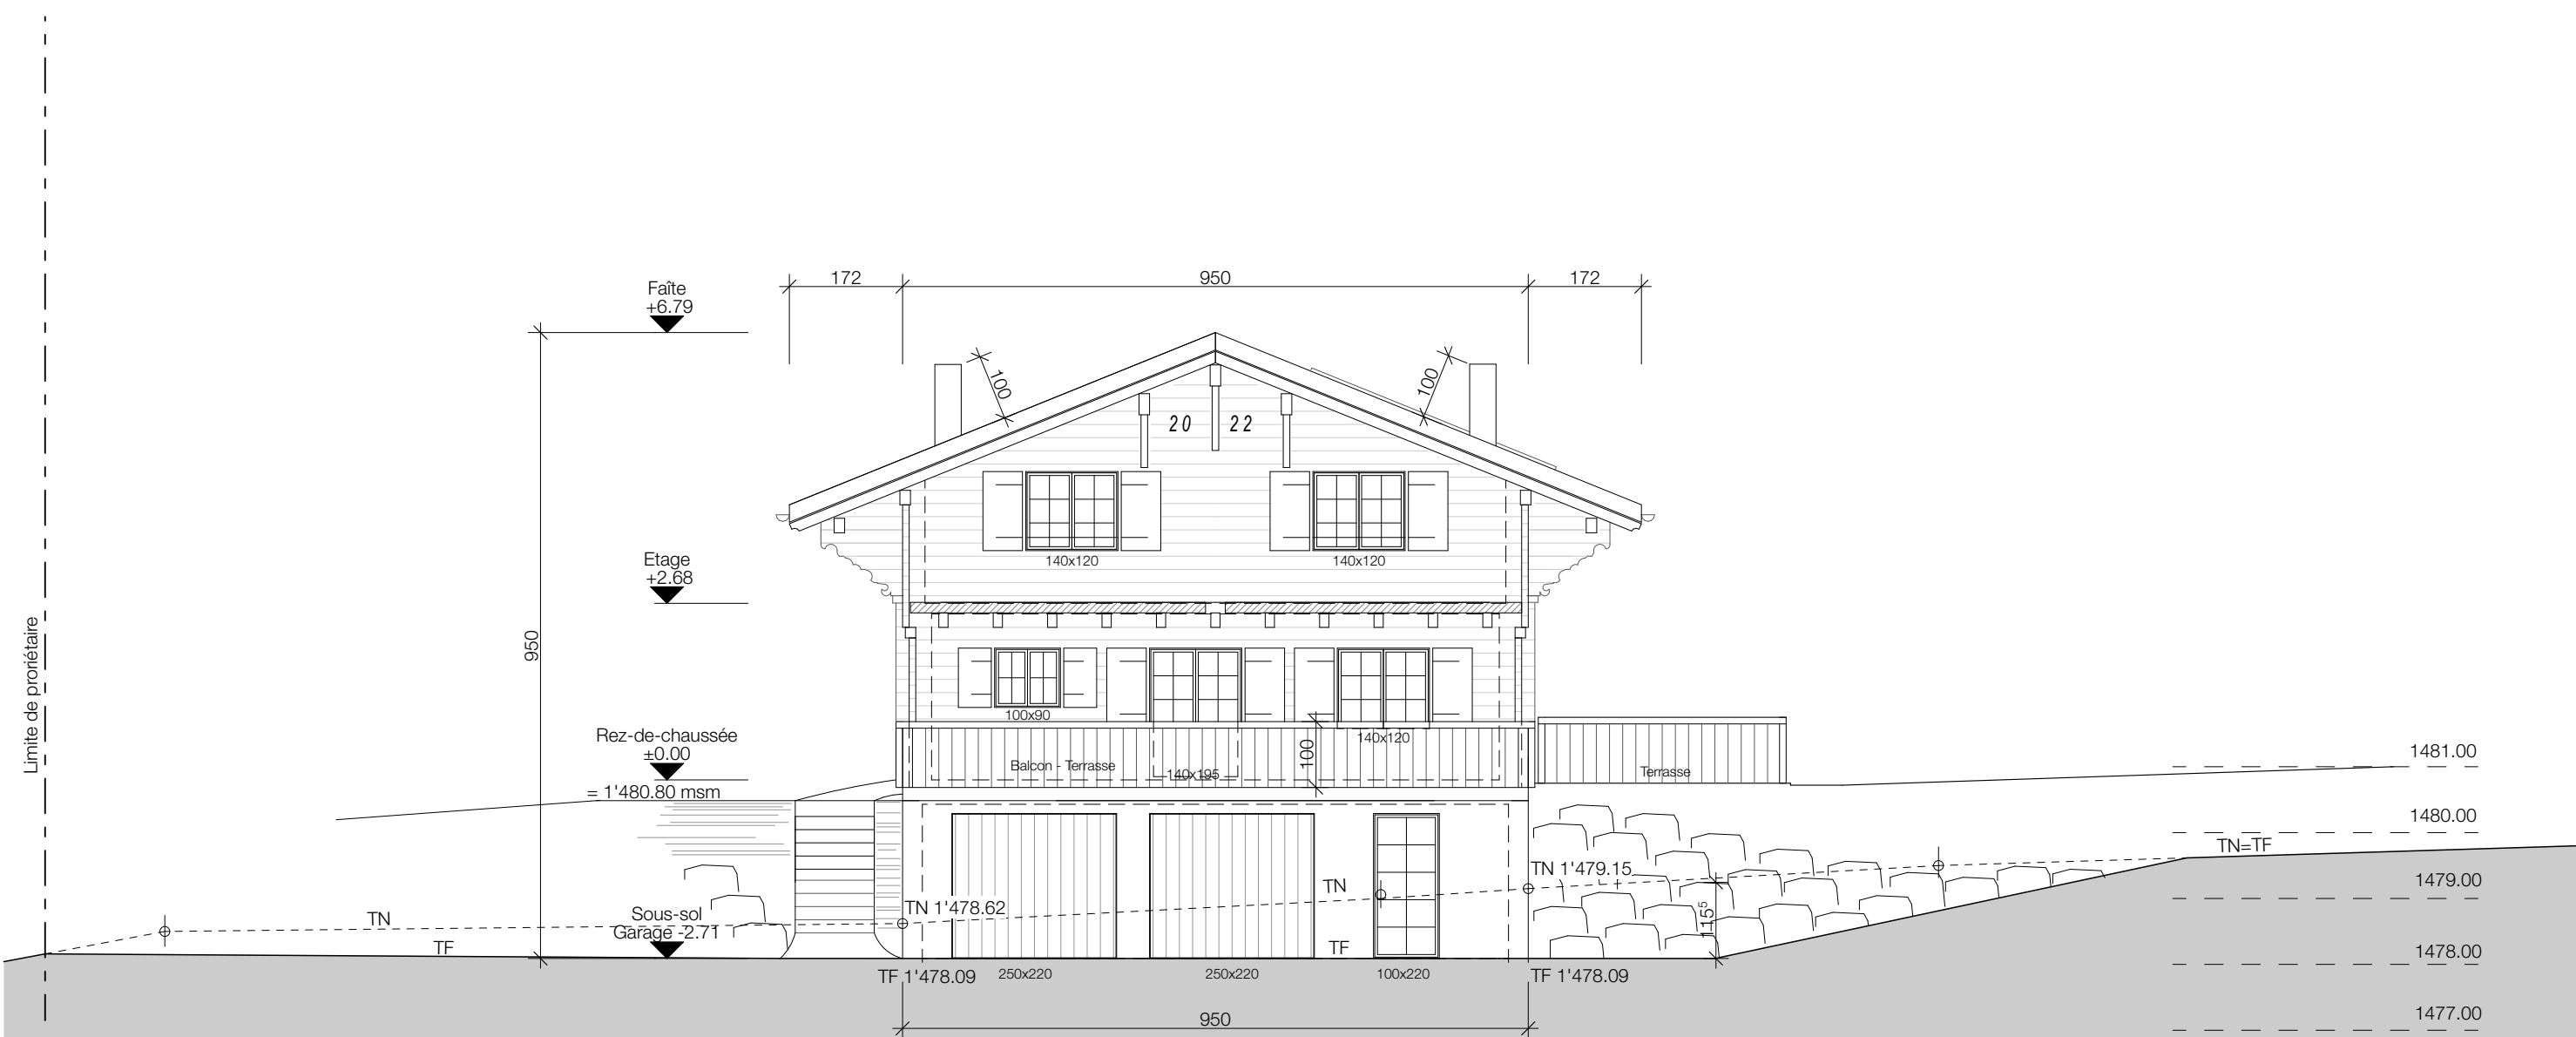 172
950
172
Faîte
+6.79
100
100
20
22
140x120
140x120
Etage
+2.68
950
Limite de proriétaire
100x90
Rez-de-chaussée
±0.00
= 1'480.80 msm
Balcon - Terrasse
140x195
100
140x120
Terrasse
1481.00
1480.00
TN=TF
1479.00
1478.00
1477.00
TN 1'479.15
TN
TN 1'478.62
115⁵
TN
TF
Sous-sol
Garage -2.71
TF
TF 1'478.09
250x220
250x220
100x220
TF 1'478.09
950